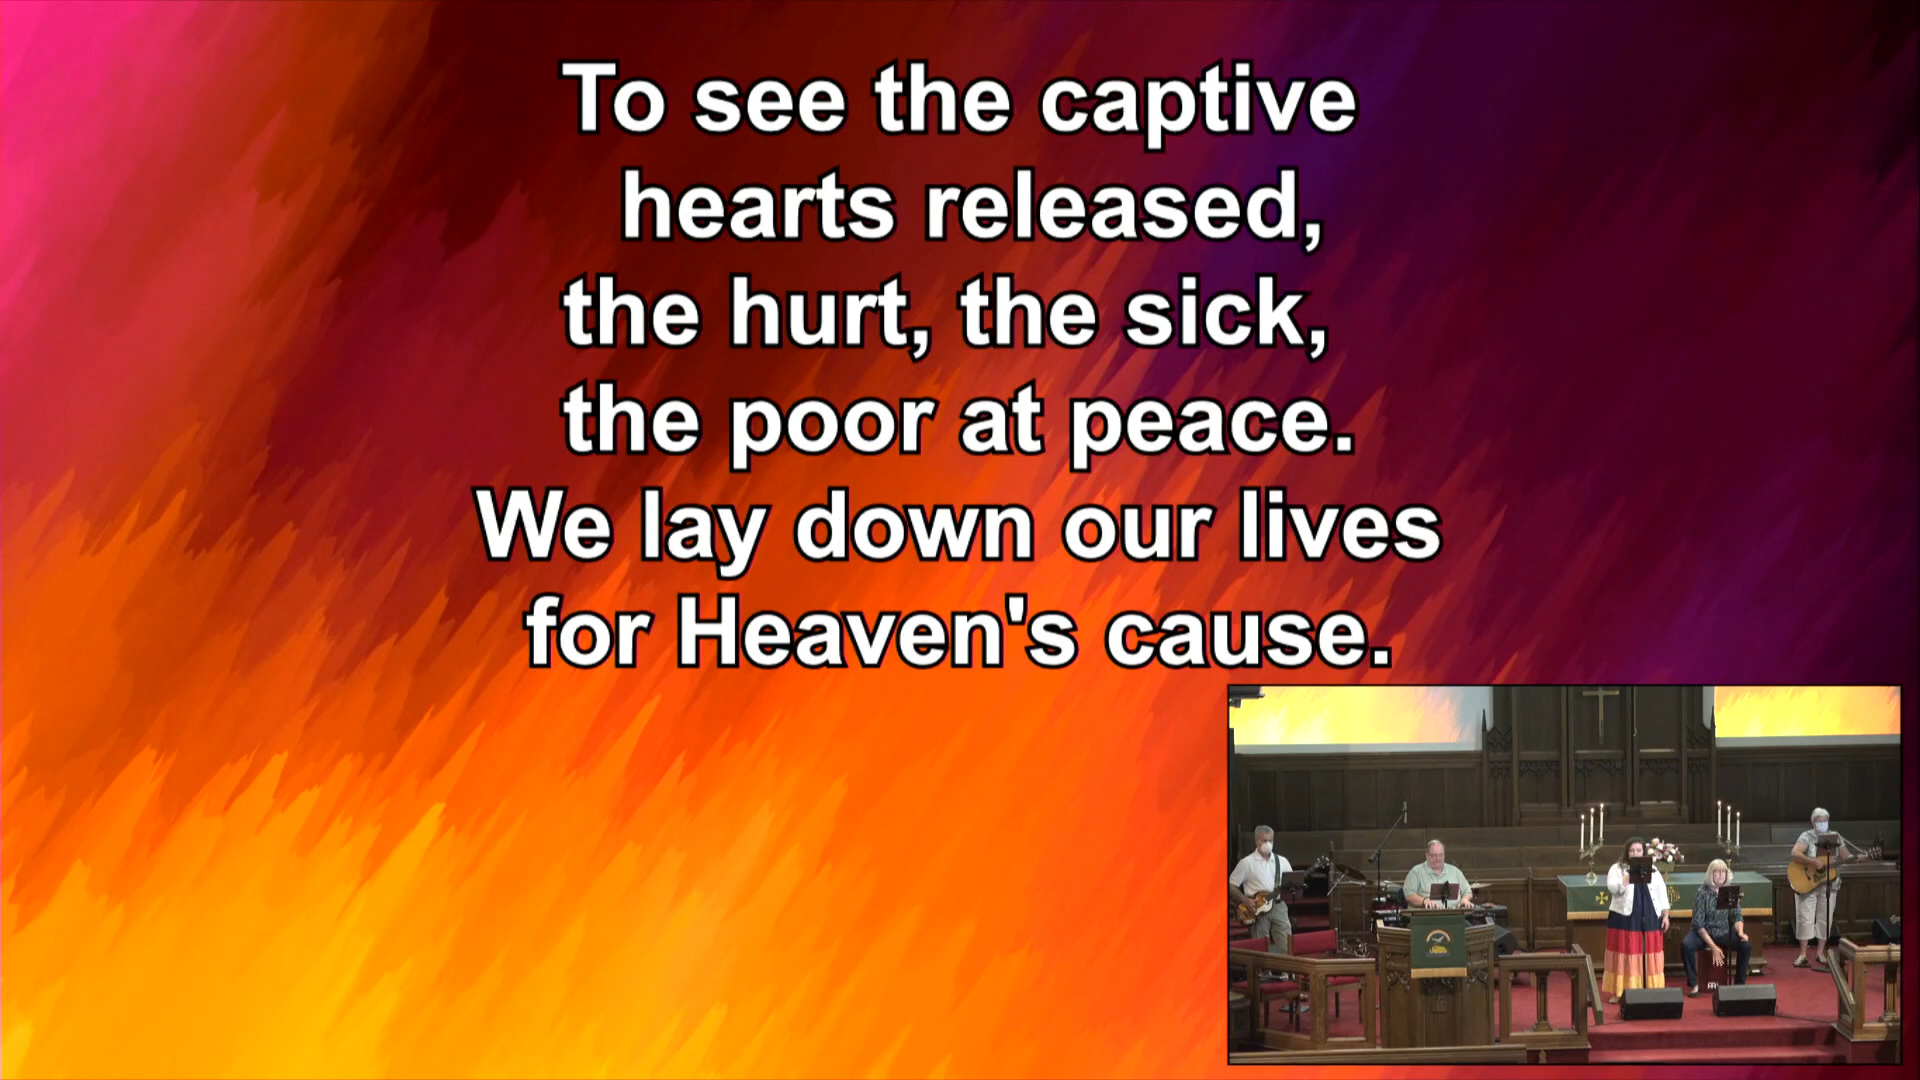 To see the captive
hearts released,
the hurt, the sick,
the poor at peace.
We lay down our lives
for Heaven's cause.